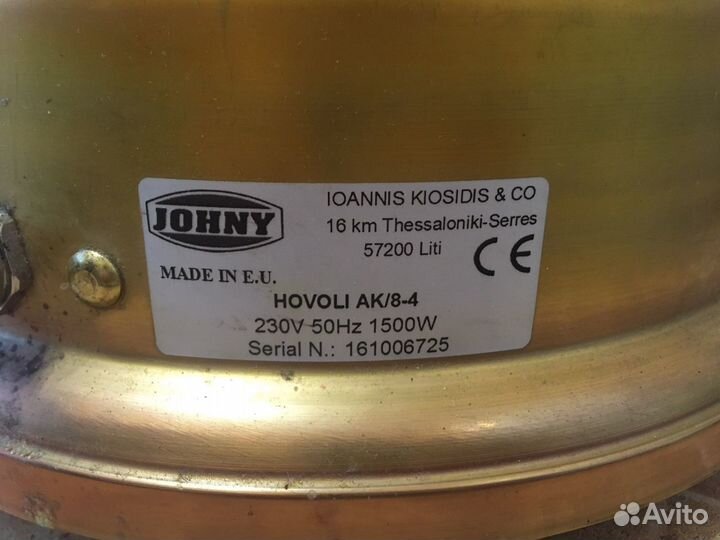 JOHNY
IOANNIS KIOSIDIS & CO
16 km Thessaloniki-Serres
57200 Liti
CE
MADE IN E.U.
HOVOLI AK/8-4
230V 50Hz 1500W
Serial N.: 161006725
Avito